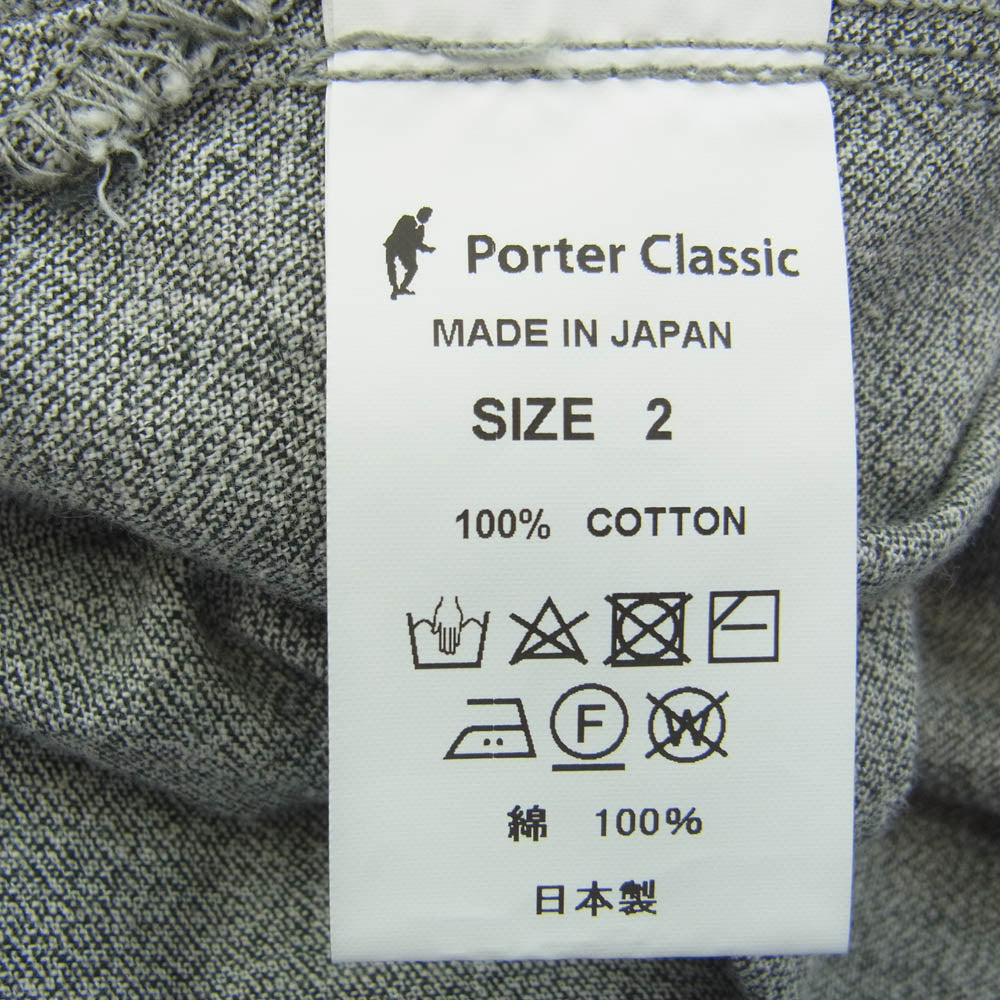 Porter Classic
MADE IN JAPAN
SIZE 2
100% COTTON
F W
綿 100%
日本製